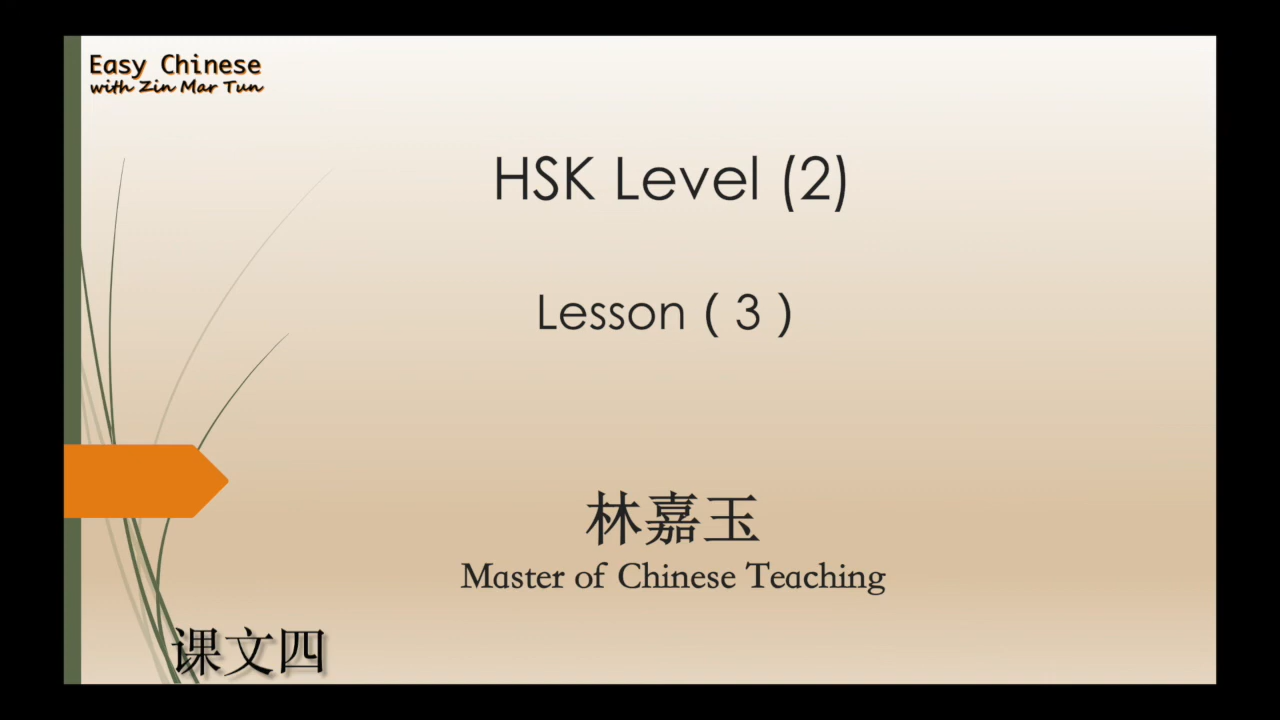 Easy Chinese
with Zin Mar Tun
HSK Level (2)
Lesson ( 3 )
林嘉玉
Master of Chinese Teaching
课文四